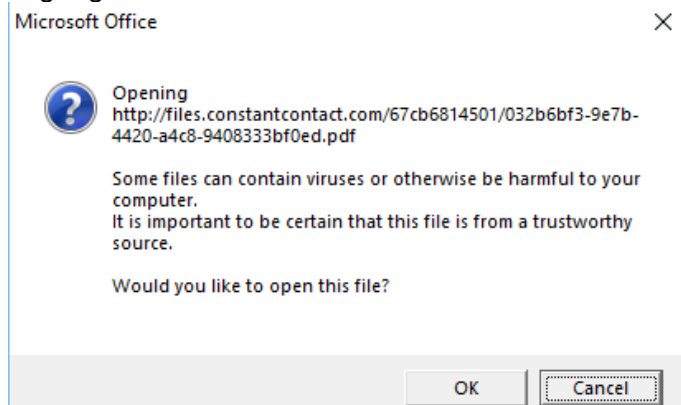 Microsoft Office
Opening
http://files.constantcontact.com/67cb6814501/032b6bf3-9e7b-
4420-a4c8-9408333bf0ed.pdf
Some files can contain viruses or otherwise be harmful to your
computer.
It is important to be certain that this file is from a trustworthy
source.
Would you like to open this file?
OK
Cancel